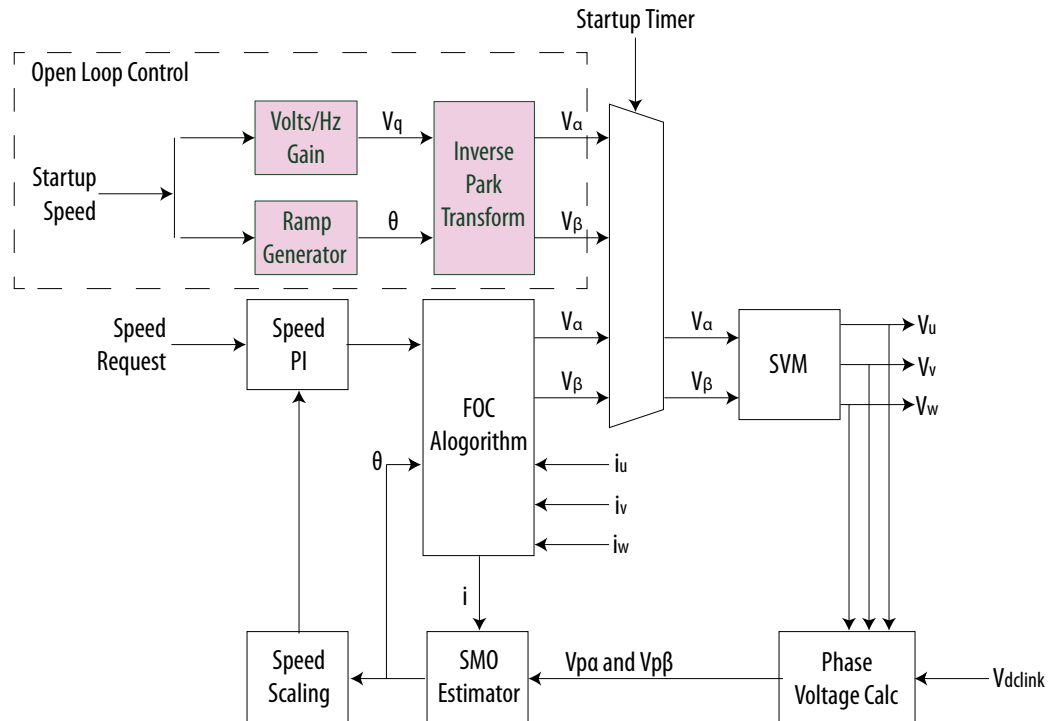 Startup Timer
Open Loop Control
Volts/Hz
Gain
Vq
Inverse
Park
Transform
Vα
Startup
Speed
Ramp
Generator
θ
Vβ
Speed
Request
Speed
PI
FOC
Alogorithm
Vα
Vβ
Vα
Vβ
SVM
Vu
Vv
Vw
θ
iu
iv
iw
i
Speed
Scaling
SMO
Estimator
Vpα and Vpβ
Phase
Voltage Calc
Vdclink